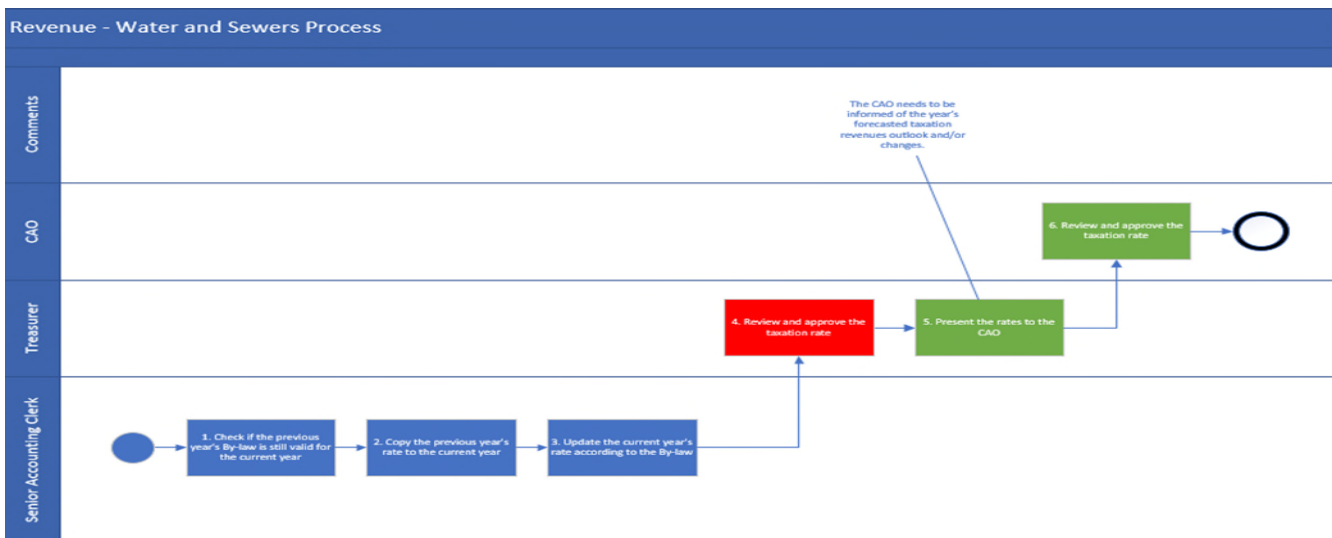 Revenue - Water and Sewers Process
Comments
The CAO needs to be
informed of the year's
forecasted taxation
revenues outlook and/or
changes.
CAO
6. Review and approve the
taxation rate
Treasurer
4. Review and approve the
taxation rate
5. Present the rates to the
CAO
Senior Accounting Clerk
1. Check if the previous
year's By-law is still valid for
the current year
2. Copy the previous year's
rate to the current year
3. Update the current year's
rate according to the By-law